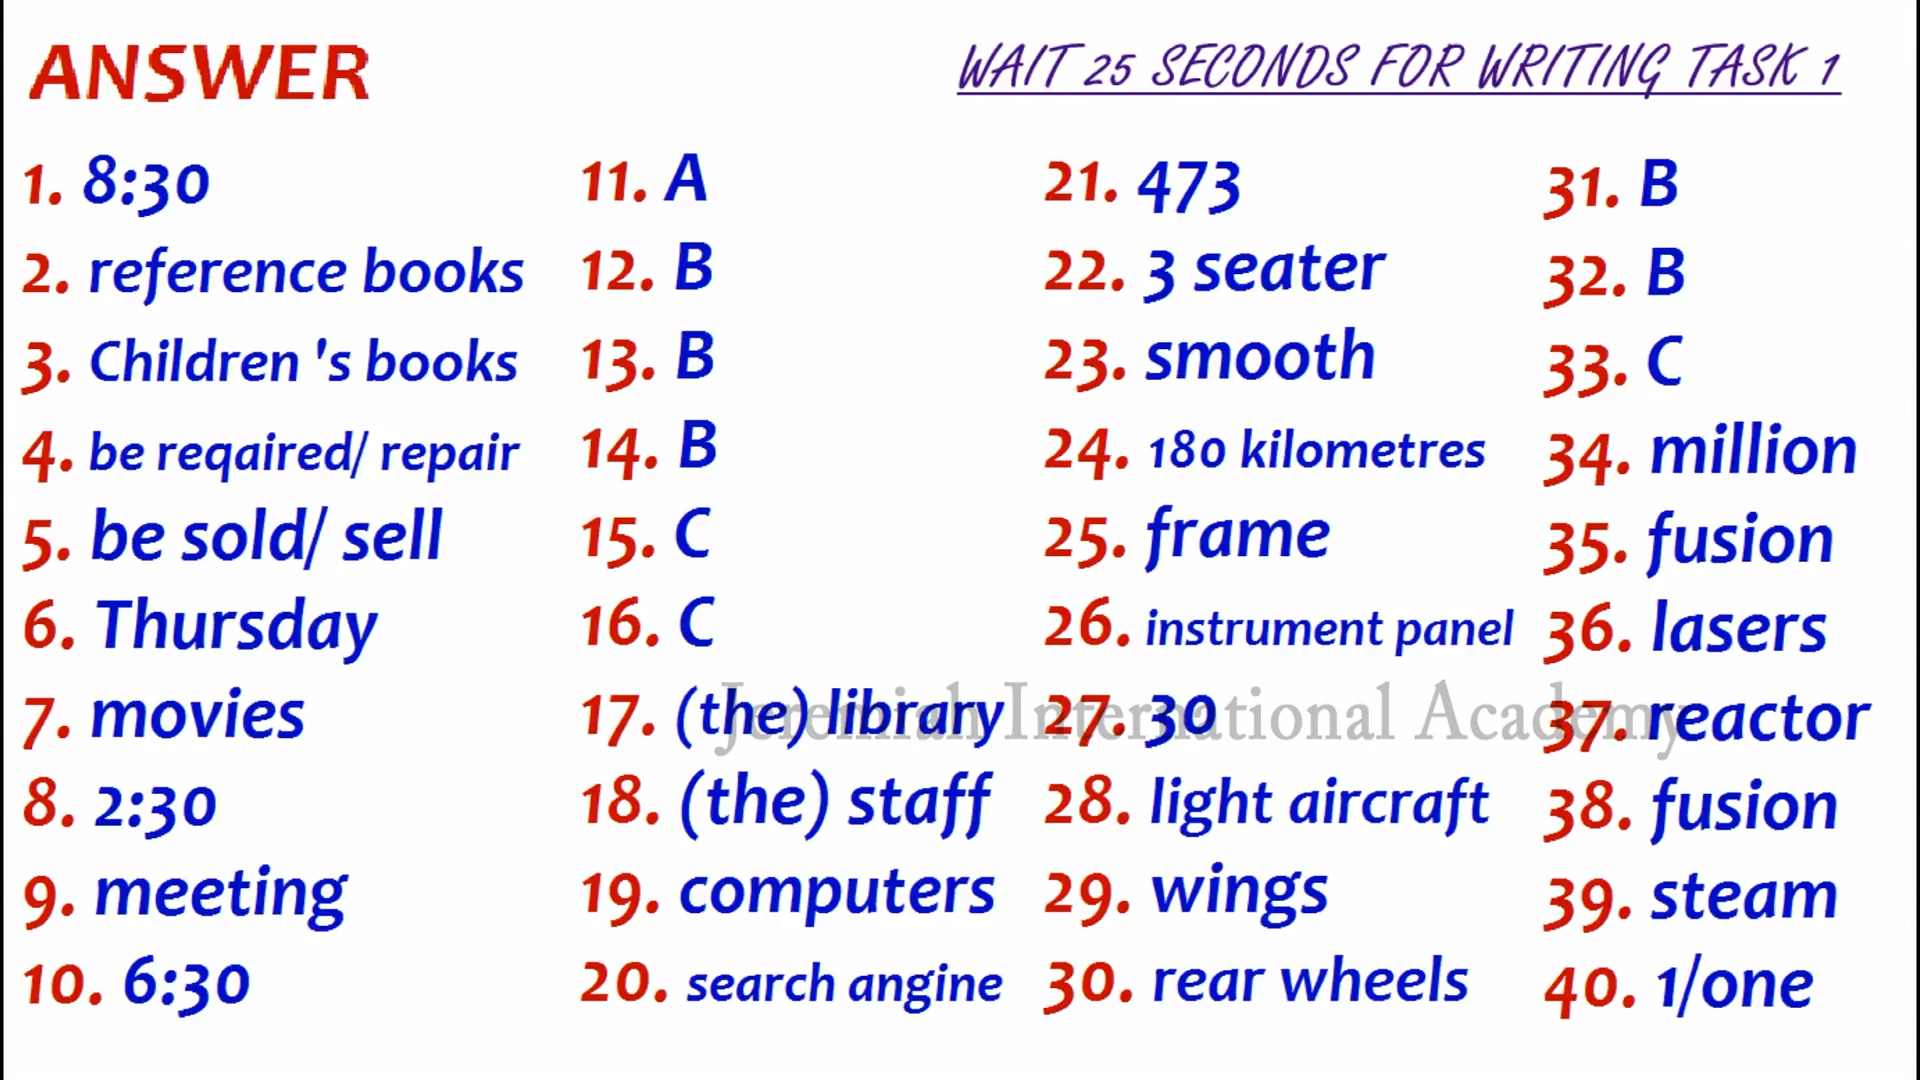 ANSWER
WAIT 25 SECONDS FOR WRITING TASK 1
1. 8:30
2. reference books
3. Children 's books
4. be reqaired/ repair
5. be sold/ sell
6. Thursday
7. movies
8. 2:30
9. meeting
10. 6:30
11. A
12. B
13. B
14. B
15. C
16. C
17. (the) library
18. (the) staff
19. computers
20. search angine
21. 473
22. 3 seater
23. smooth
24. 180 kilometres
25. frame
26. instrument panel
27. 30
28. light aircraft
29. wings
30. rear wheels
31. B
32. B
33. C
34. million
35. fusion
36. lasers
37. reactor
38. fusion
39. steam
40. 1/one
Jeremiah International Academy